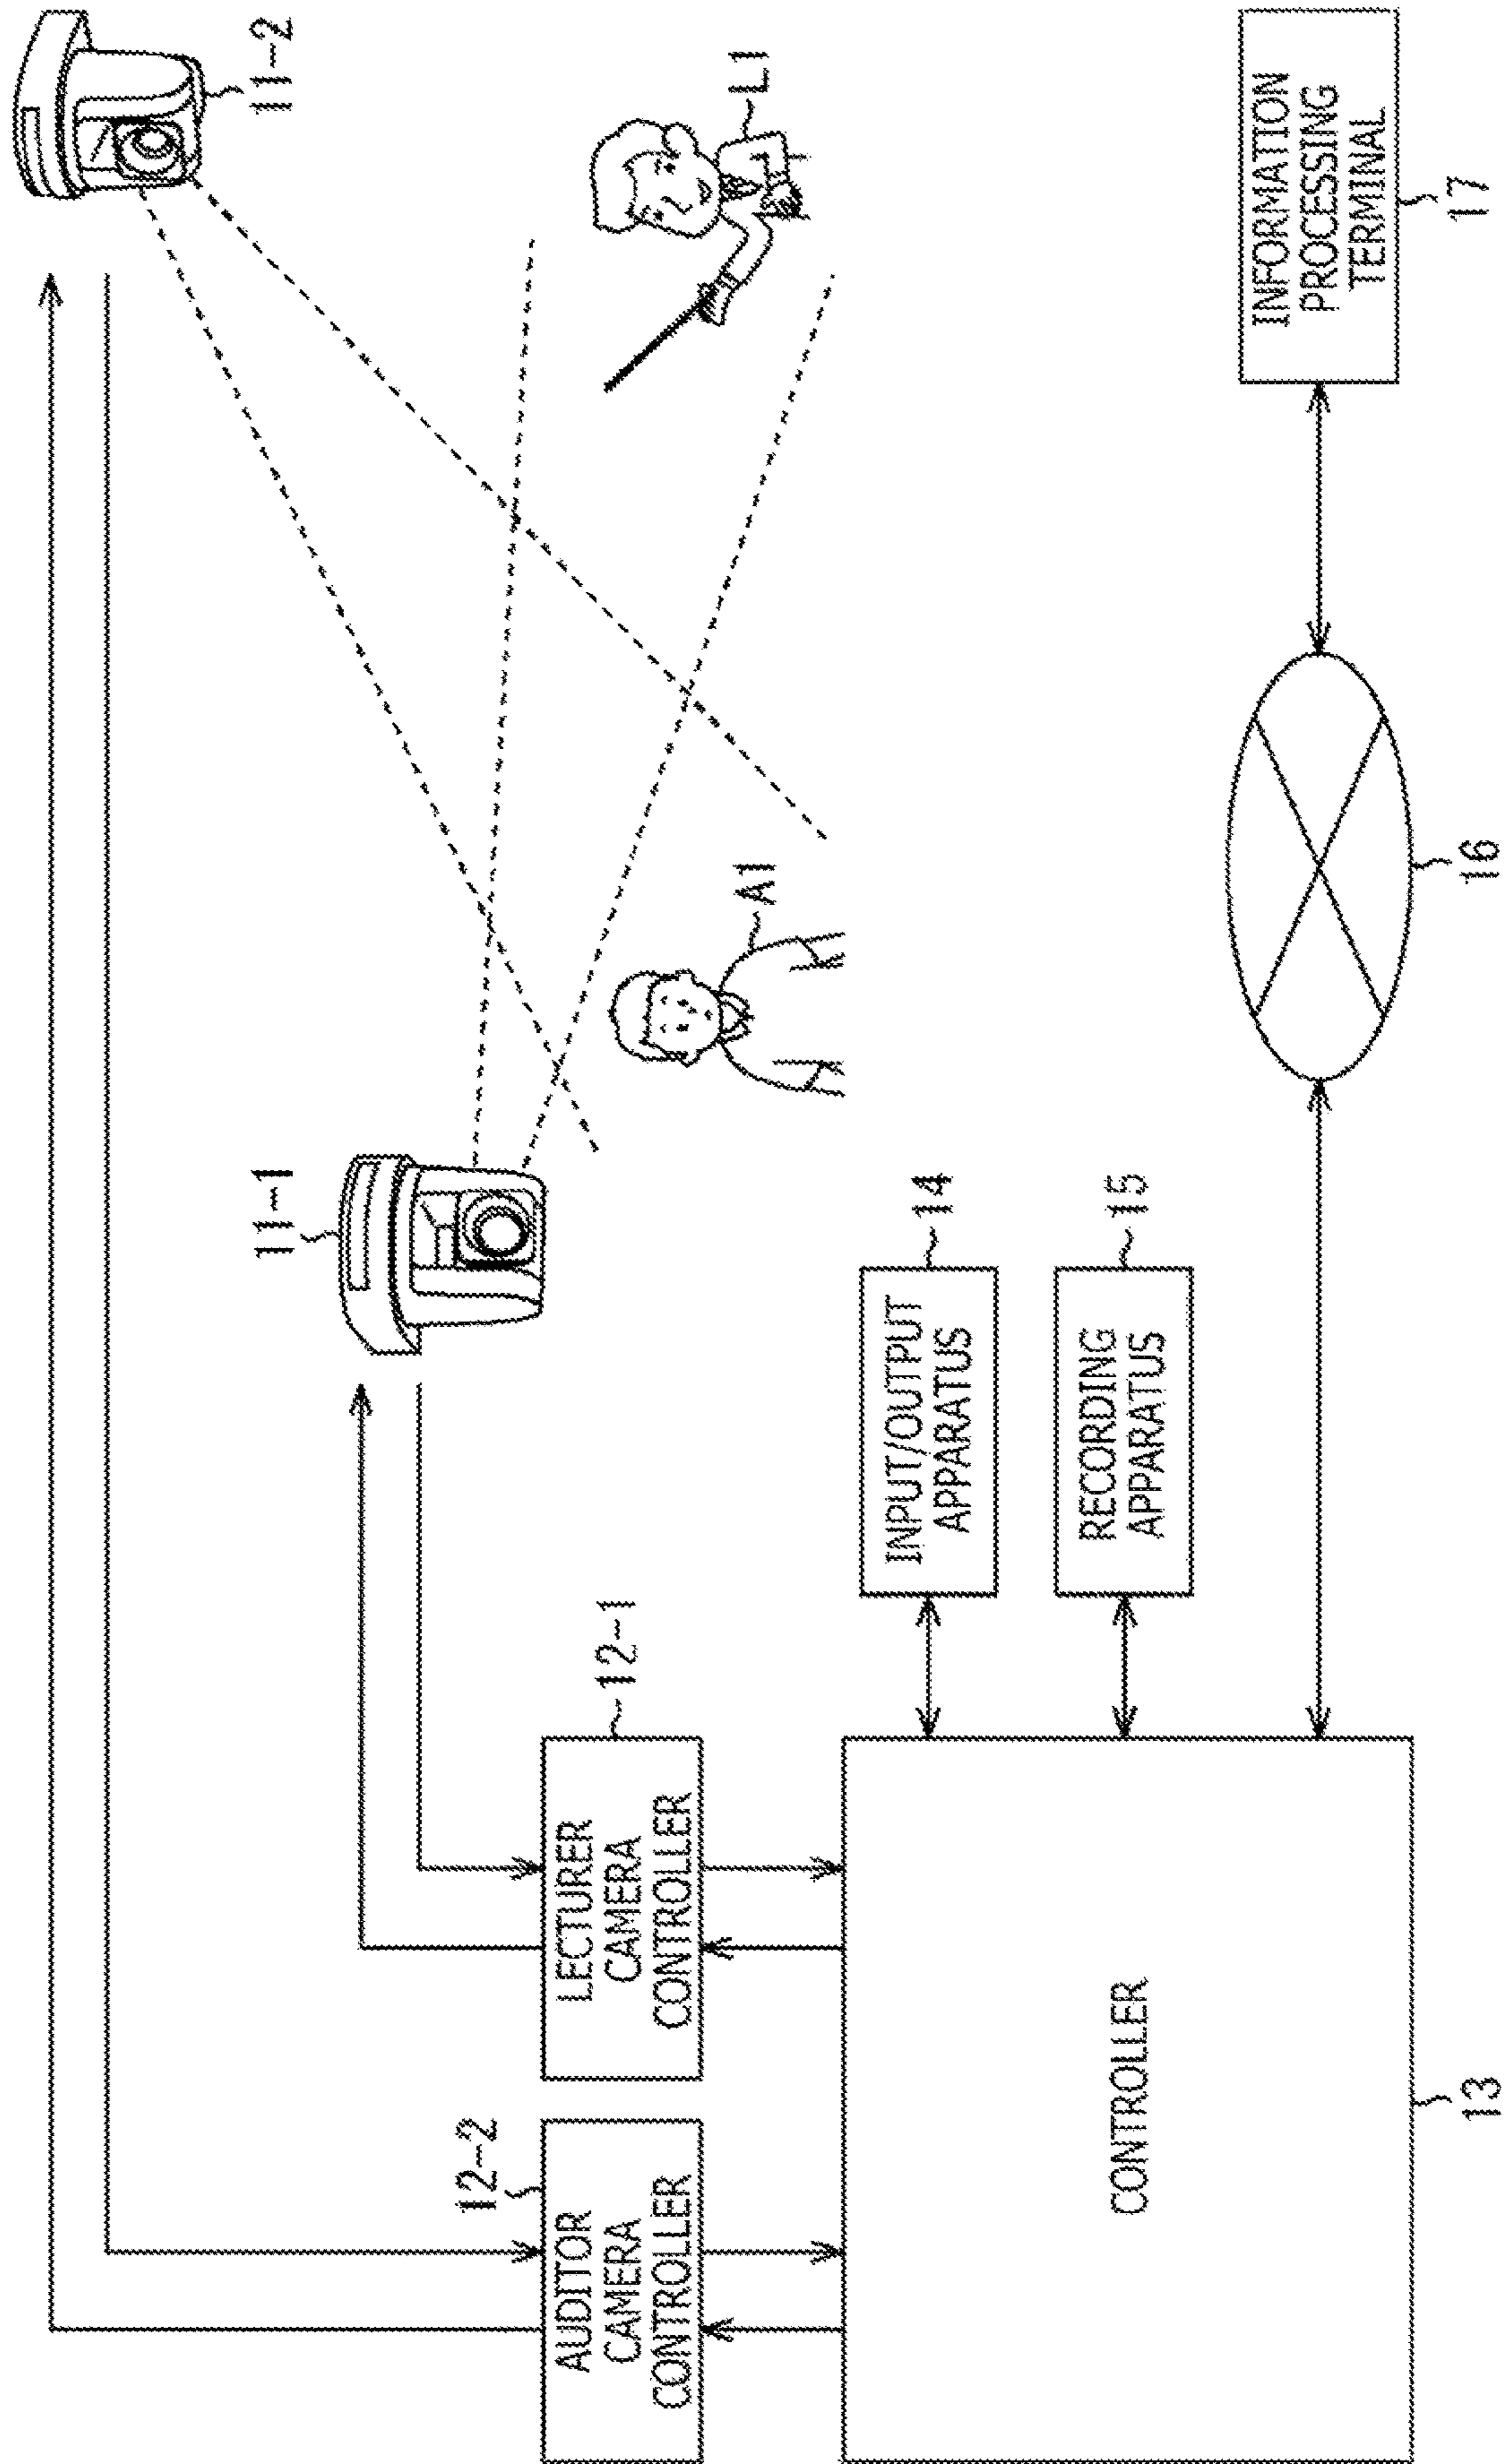 11-2
11-1
L1
A1
12-2
12-1
AUDITOR
CAMERA
CONTROLLER
LECTURER
CAMERA
CONTROLLER
14
INPUT/OUTPUT
APPARATUS
15
RECORDING
APPARATUS
CONTROLLER
13
16
INFORMATION
PROCESSING
TERMINAL
17